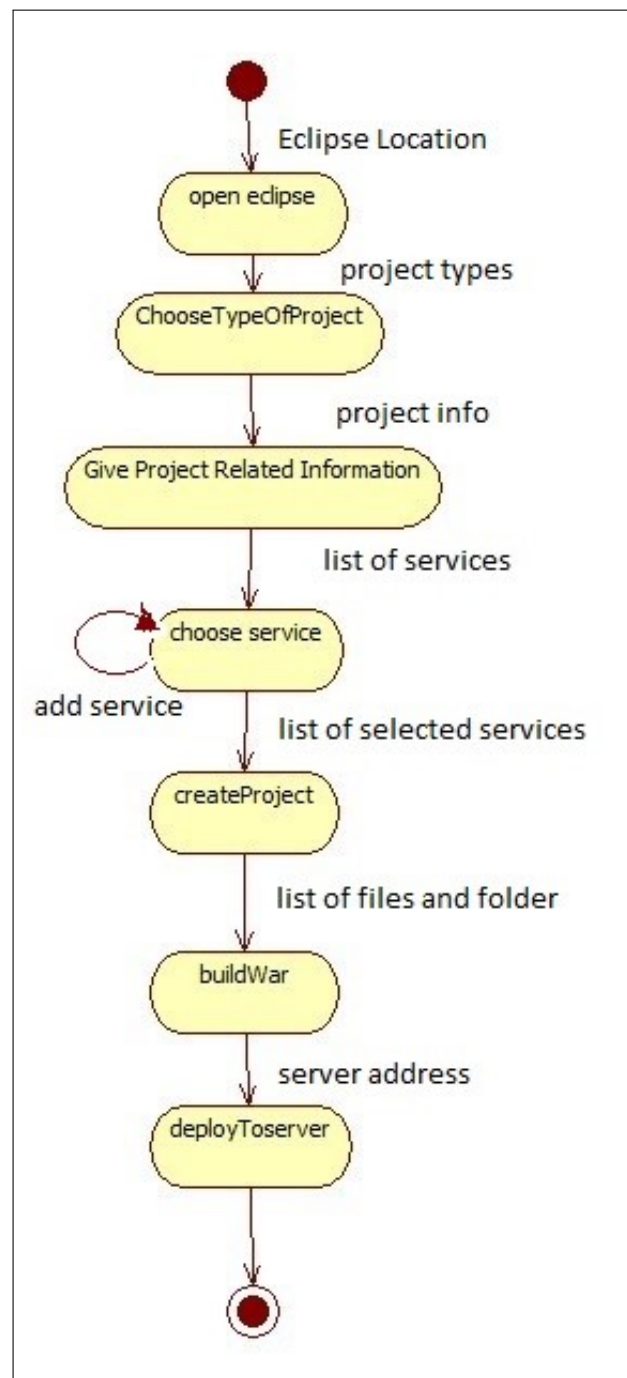 Eclipse Location
open eclipse
project types
ChooseTypeOfProject
project info
Give Project Related Information
list of services
choose service
add service
list of selected services
createProject
list of files and folder
buildWar
server address
deployToserver